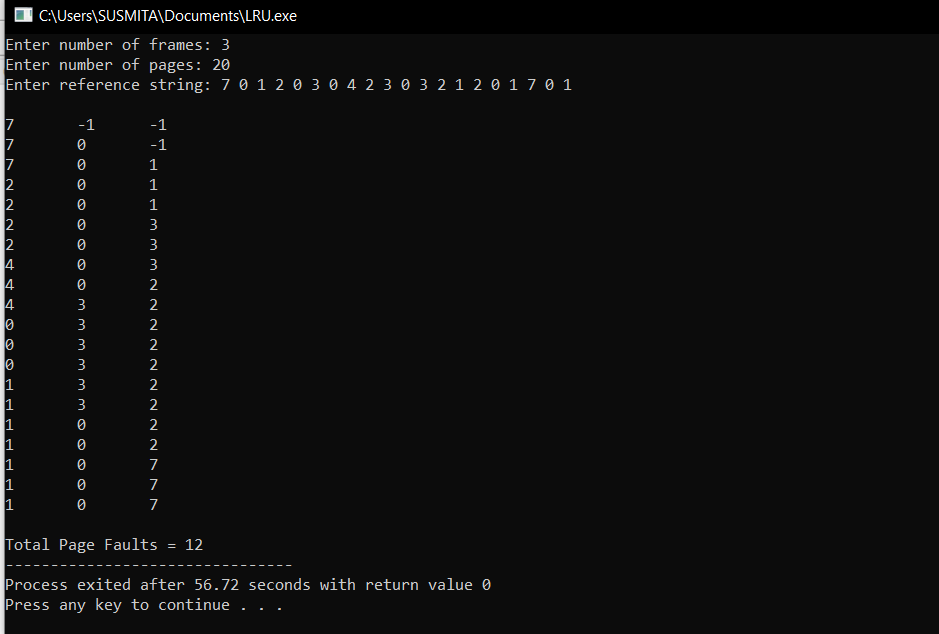 C:\Users\SUSMITA\Documents\LRU.exe
Enter number of frames: 3
Enter number of pages: 20
Enter reference string: 7 0 1 2 0 3 0 4 2 3 0 3 2 1 2 0 1 7 0 1
7 -1 -1
7 0 -1
7 0 1
2 0 1
2 0 1
2 0 3
2 0 3
4 0 3
4 0 2
4 3 2
0 3 2
0 3 2
0 3 2
1 3 2
1 3 2
1 0 2
1 0 2
1 0 7
1 0 7
1 0 7
Total Page Faults = 12
--------------------------------
Process exited after 56.72 seconds with return value 0
Press any key to continue . . .